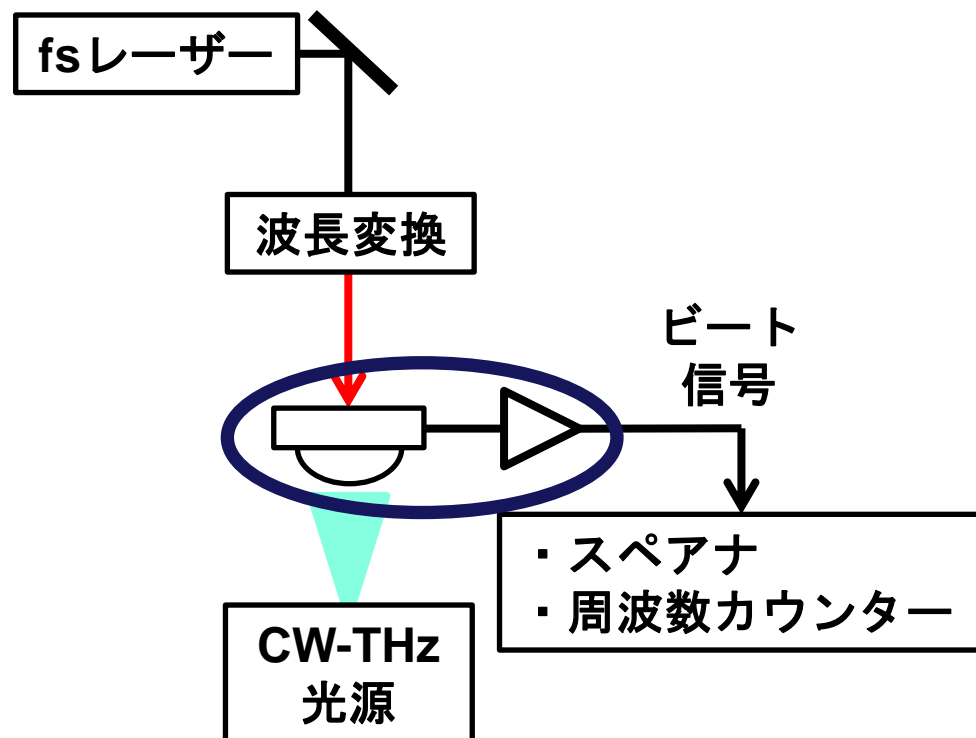 fsレーザー
波長変換
ビート
信号
・スペアナ
・周波数カウンター
CW-THz
光源